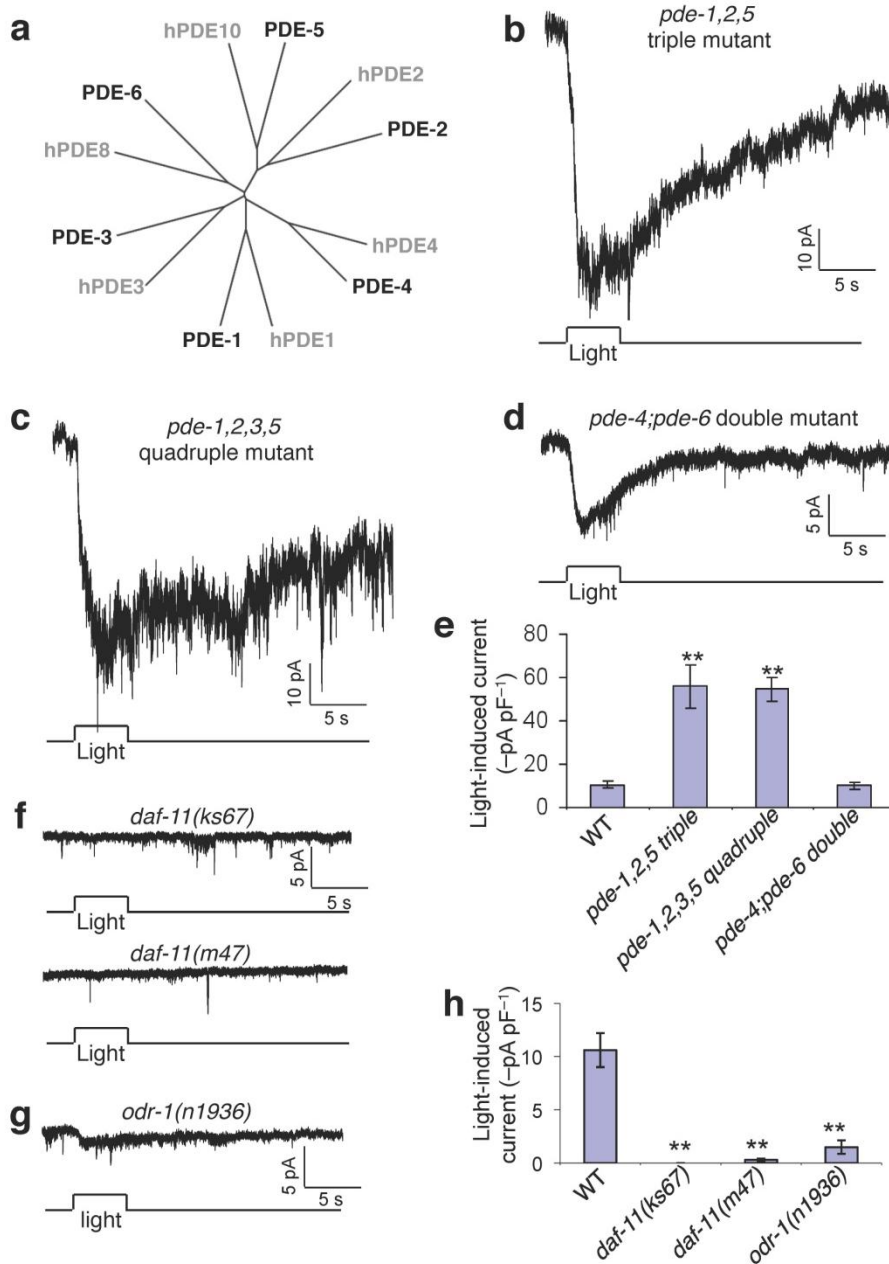 a
hPDE10
PDE-5
hPDE2
PDE-2
PDE-6
hPDE8
PDE-3
hPDE3
PDE-1
hPDE1
PDE-4
hPDE4
b
pde-1,2,5
triple mutant
10 pA
5 s
Light
c
pde-1,2,3,5
quadruple mutant
10 pA
5 s
Light
d
pde-4;pde-6 double mutant
5 pA
5 s
Light
e
Light-induced current
(–pA pF–1)
80
60
40
20
0
**
**
WT
pde-1,2,5 triple
pde-1,2,3,5 quadruple
pde-4;pde-6 double
f
daf-11(ks67)
5 pA
5 s
Light
daf-11(m47)
Light
g
odr-1(n1936)
5 pA
5 s
light
h
Light-induced
current (–pA pF–1)
15
10
5
0
**
**
**
WT
daf-11(ks67)
daf-11(m47)
odr-1(n1936)